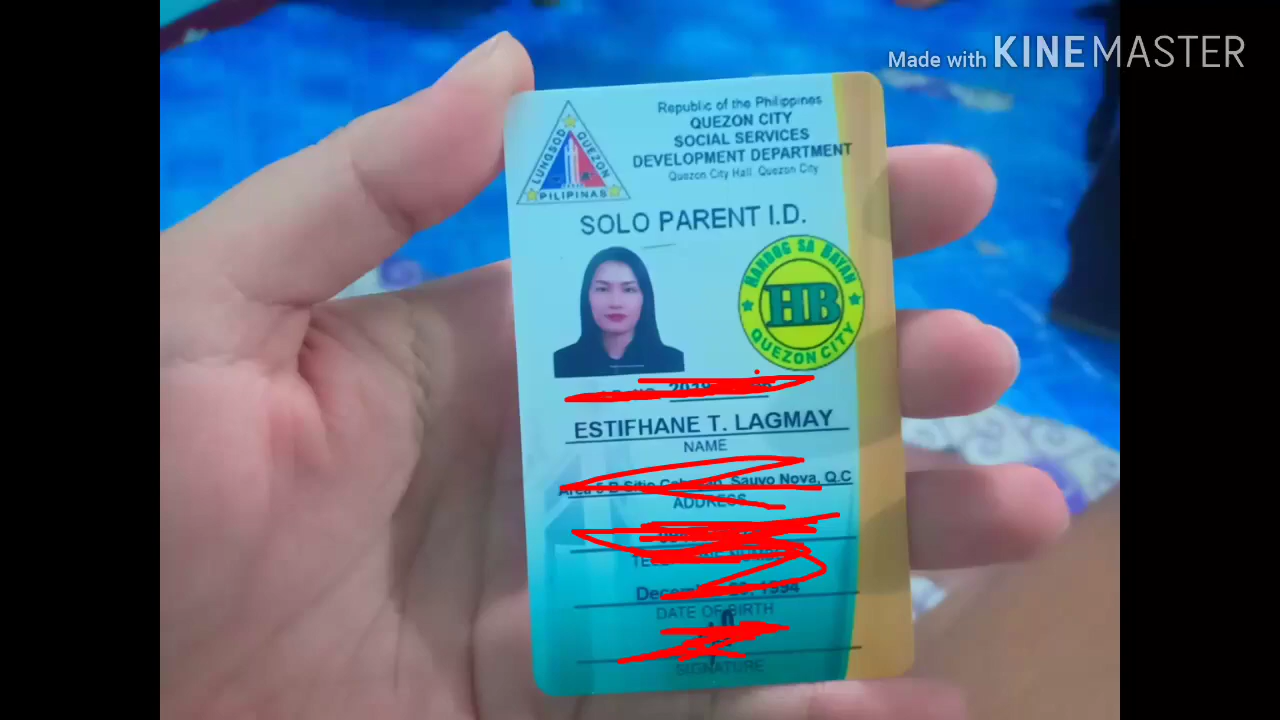 Made with KINEMASTER
Republic of the Philippines
QUEZON CITY
SOCIAL SERVICES
DEVELOPMENT DEPARTMENT
Quezon City Hall Quezon City
LUNGSOD QUEZON
PILIPINAS
SOLO PARENT I.D.
HANDOG SA BAYAN
HB
QUEZON CITY
ESTIFHANE T. LAGMAY
NAME
ADDRESS
DATE OF BIRTH
SIGNATURE